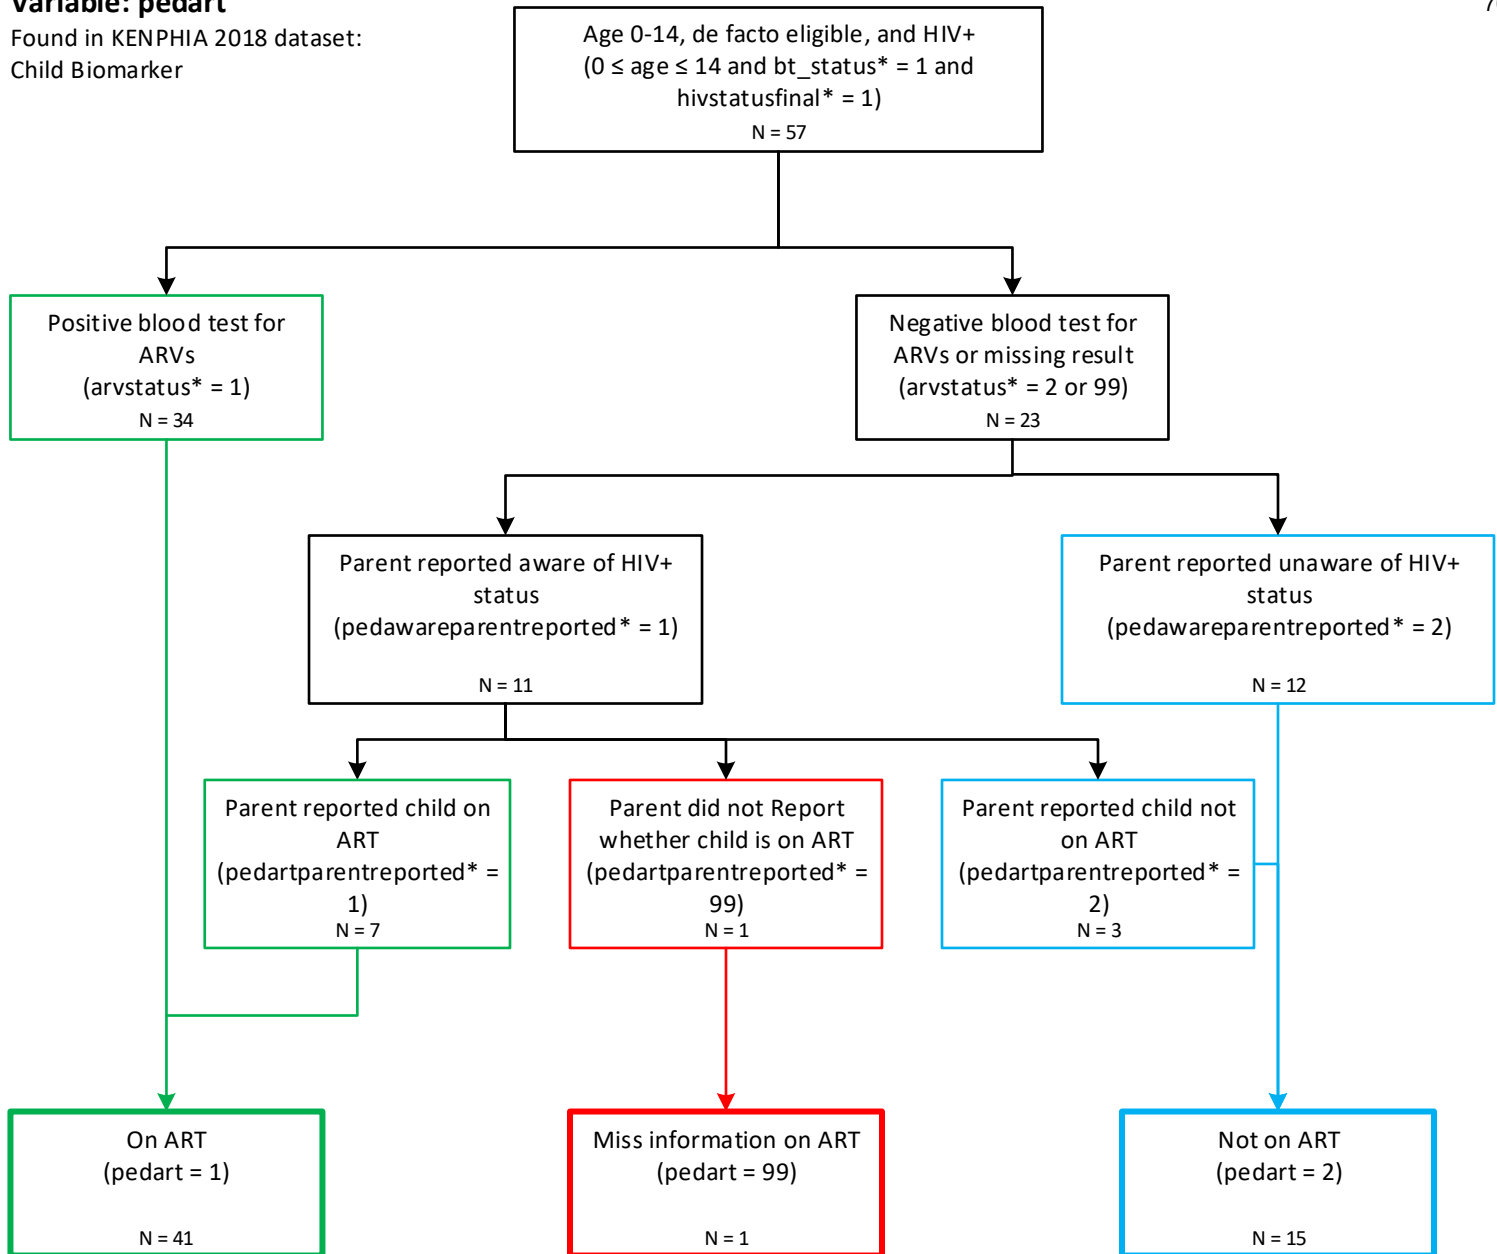 Variable: pedart
Found in KENPHIA 2018 dataset:
Child Biomarker
Age 0-14, de facto eligible, and HIV+
(0 ≤ age ≤ 14 and bt_status* = 1 and
hivstatusfinal* = 1)
N = 57
Positive blood test for
ARVs
(arvstatus* = 1)
N = 34
Negative blood test for
ARVs or missing result
(arvstatus* = 2 or 99)
N = 23
Parent reported aware of HIV+
status
(pedawareparentreported* = 1)
N = 11
Parent reported unaware of HIV+
status
(pedawareparentreported* = 2)
N = 12
Parent reported child on
ART
(pedartparentreported* =
1)
N = 7
Parent did not Report
whether child is on ART
(pedartparentreported* =
99)
N = 1
Parent reported child not
on ART
(pedartparentreported* =
2)
N = 3
On ART
(pedart = 1)
N = 41
Miss information on ART
(pedart = 99)
N = 1
Not on ART
(pedart = 2)
N = 15